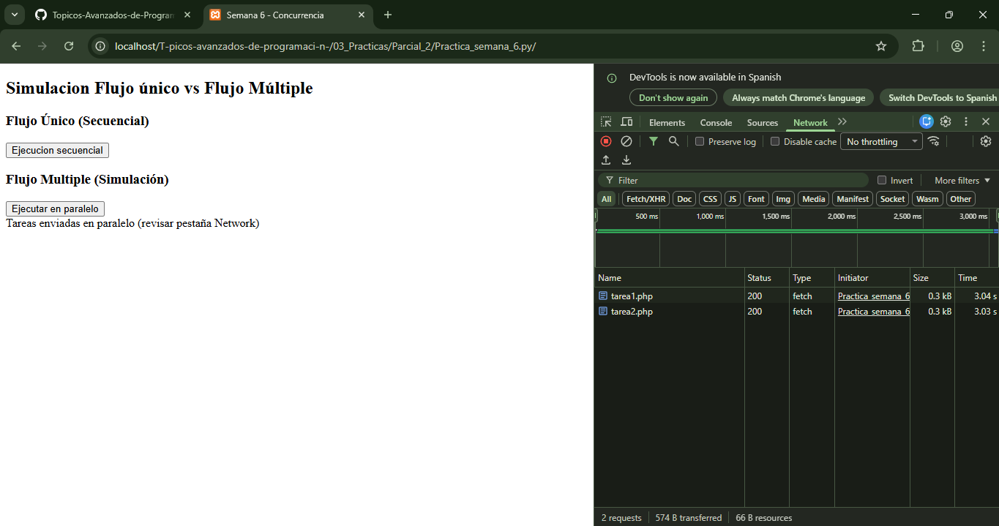 Topicos-Avanzados-de-Program
Semana 6 - Concurrencia
localhost/T-picos-avanzados-de-programaci-n-/03_Practicas/Parcial_2/Practica_semana_6.py/
Simulacion Flujo único vs Flujo Múltiple
Flujo Único (Secuencial)
Ejecucion secuencial
Flujo Multiple (Simulación)
Ejecutar en paralelo
Tareas enviadas en paralelo (revisar pestaña Network)
DevTools is now available in Spanish
Don't show again Always match Chrome's language Switch DevTools to Spanish
Elements Console Sources Network
Preserve log Disable cache No throttling
Filter Invert More filters
All Fetch/XHR Doc CSS JS Font Img Media Manifest Socket Wasm Other
500 ms 1,000 ms 1,500 ms 2,000 ms 2,500 ms 3,000 ms
Name Status Type Initiator Size Time
tarea1.php 200 fetch Practica_semana_6 0.3 kB 3.04 s
tarea2.php 200 fetch Practica_semana_6 0.3 kB 3.03 s
2 requests 574 B transferred 66 B resources